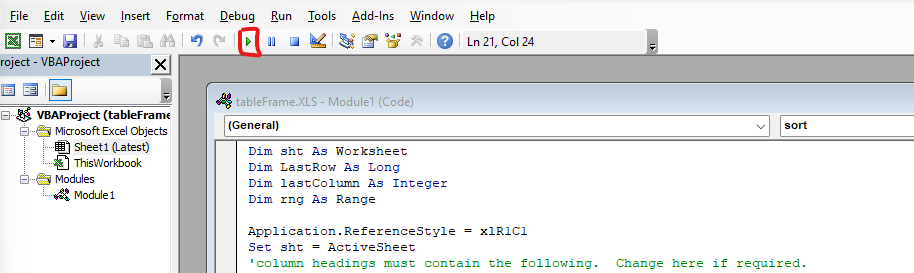 File Edit View Insert Format Debug Run Tools Add-Ins Window Help
Ln 21, Col 24
roject - VBAProject
VBAProject (tableFrame
Microsoft Excel Objects
Sheet1 (Latest)
ThisWorkbook
Modules
Module1
tableFrame.XLS - Module1 (Code)
(General) sort
Dim sht As Worksheet
Dim LastRow As Long
Dim lastColumn As Integer
Dim rng As Range
Application.ReferenceStyle = xlR1C1
Set sht = ActiveSheet
'column headings must contain the following.  Change here if required.